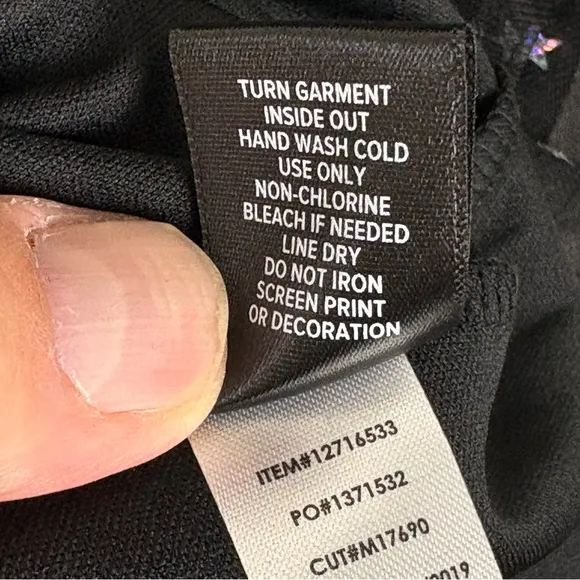 TURN GARMENT
INSIDE OUT
HAND WASH COLD
USE ONLY
NON-CHLORINE
BLEACH IF NEEDED
LINE DRY
DO NOT IRON
SCREEN PRINT
OR DECORATION
ITEM#12716533
PO#1371532
CUT#M17690